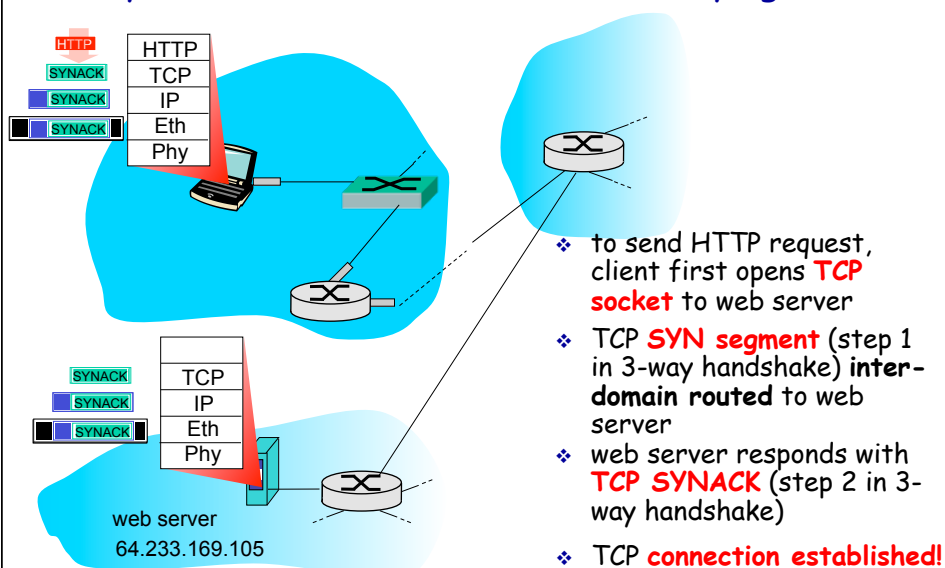 HTTP
SYNACK
SYNACK
SYNACK
HTTP
TCP
IP
Eth
Phy
SYNACK
SYNACK
SYNACK
TCP
IP
Eth
Phy
web server
64.233.169.105
❖ to send HTTP request,
client first opens TCP
socket to web server
❖ TCP SYN segment (step 1
in 3-way handshake) inter-
domain routed to web
server
❖ web server responds with
TCP SYNACK (step 2 in 3-
way handshake)
❖ TCP connection established!